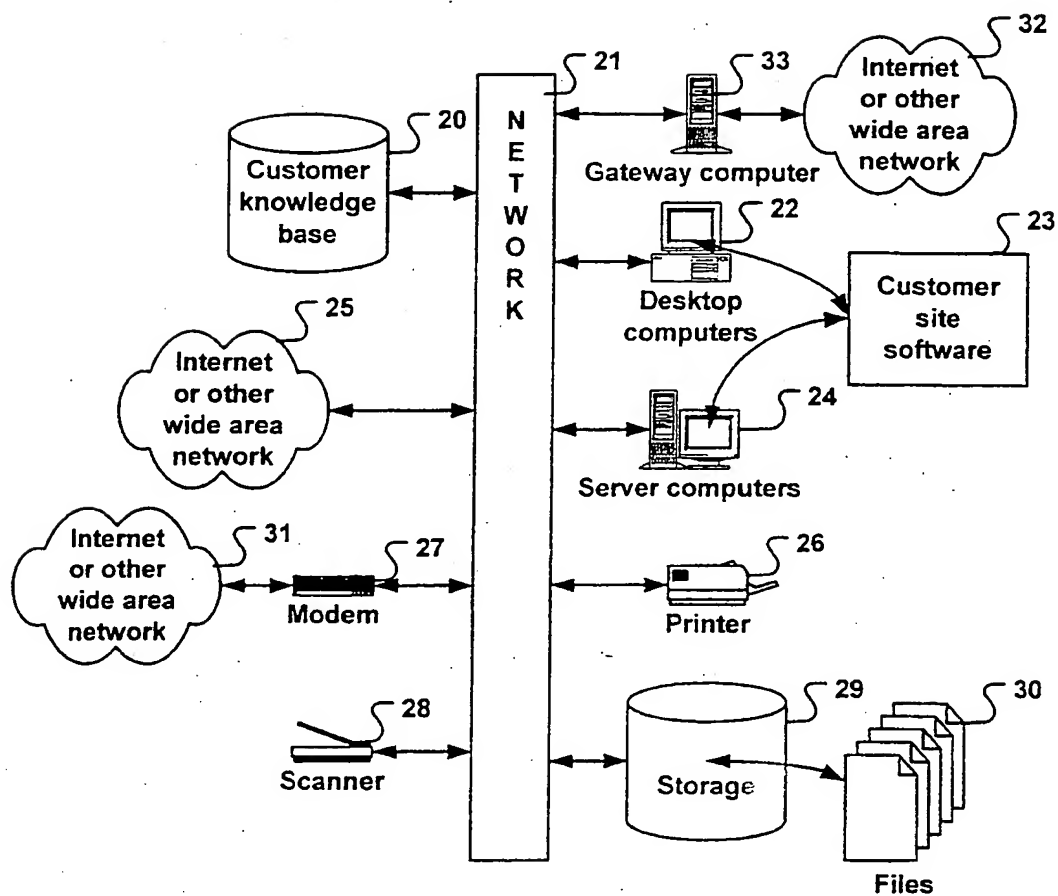 32
Internet
or other
wide area
network
33
Gateway computer
21
NETWORK
20
Customer
knowledge
base
22
Desktop
computers
23
Customer
site
software
25
Internet
or other
wide area
network
24
Server computers
31
Internet
or other
wide area
network
27
Modem
26
Printer
28
Scanner
29
Storage
30
Files